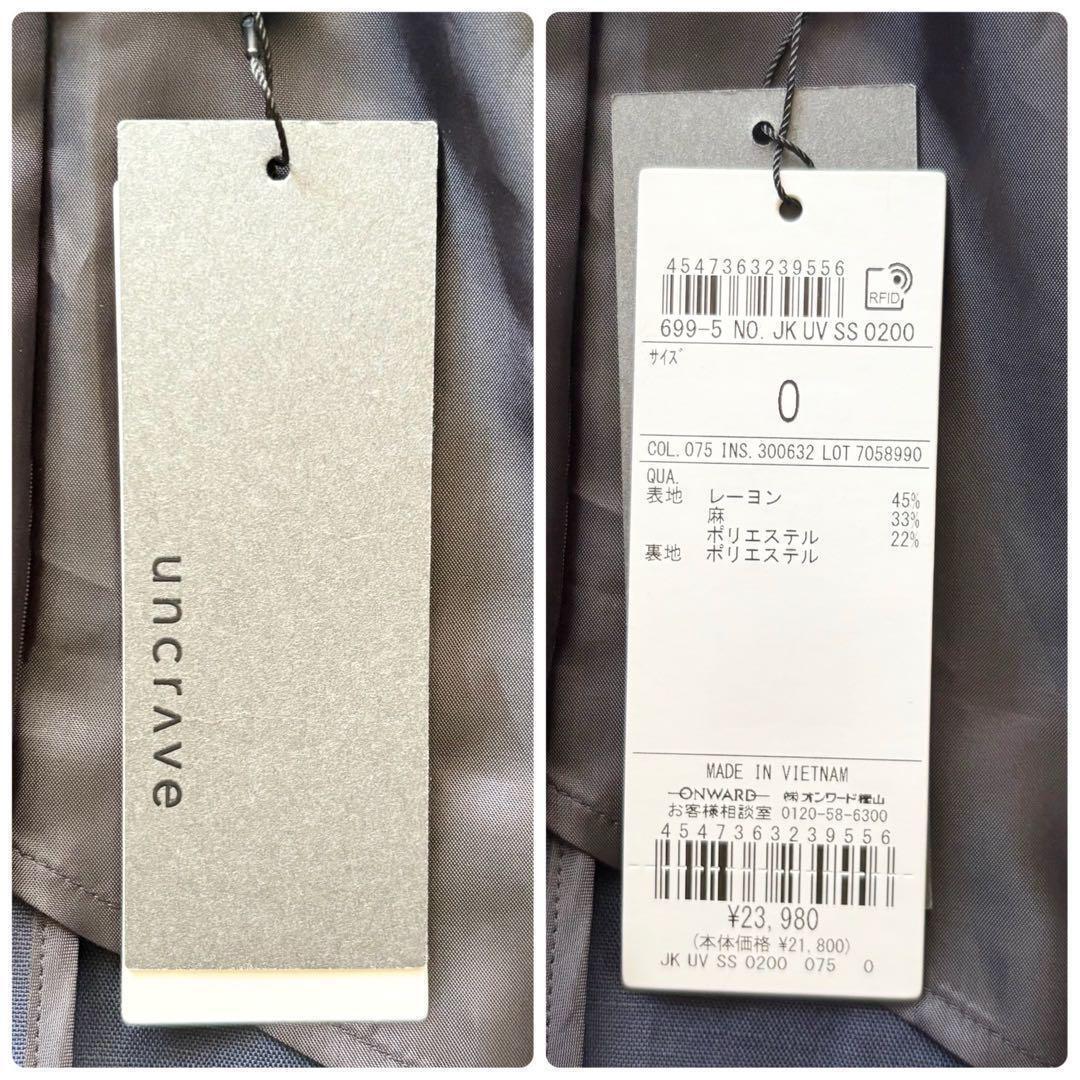 uncrave
4547363239556
RFID
699-5 NO. JK UV SS 0200
サイズ
0
COL. 075 INS. 300632 LOT 7058990
QUA.
表地 レーヨン 45%
麻 33%
ポリエステル 22%
裏地 ポリエステル
MADE IN VIETNAM
ONWARD ㈱オンワード樫山
お客様相談室 0120-58-6300
4547363239556
¥23,980
(本体価格 ¥21,800)
JK UV SS 0200 075 0